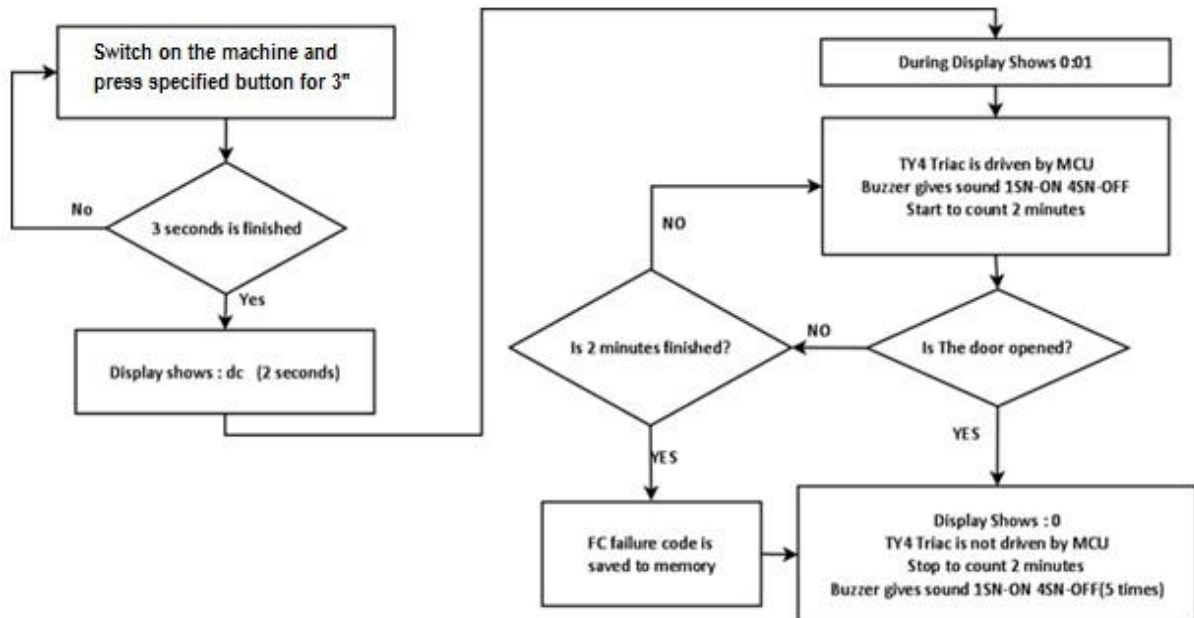 Switch on the machine and
press specified button for 3"
No
3 seconds is finished
Yes
Display shows : dc (2 seconds)
During Display Shows 0:01
TY4 Triac is driven by MCU
Buzzer gives sound 1SN-ON 4SN-OFF
Start to count 2 minutes
NO
Is 2 minutes finished?
NO
Is The door opened?
YES
YES
FC failure code is
saved to memory
Display Shows : 0
TY4 Triac is not driven by MCU
Stop to count 2 minutes
Buzzer gives sound 1SN-ON 4SN-OFF(5 times)